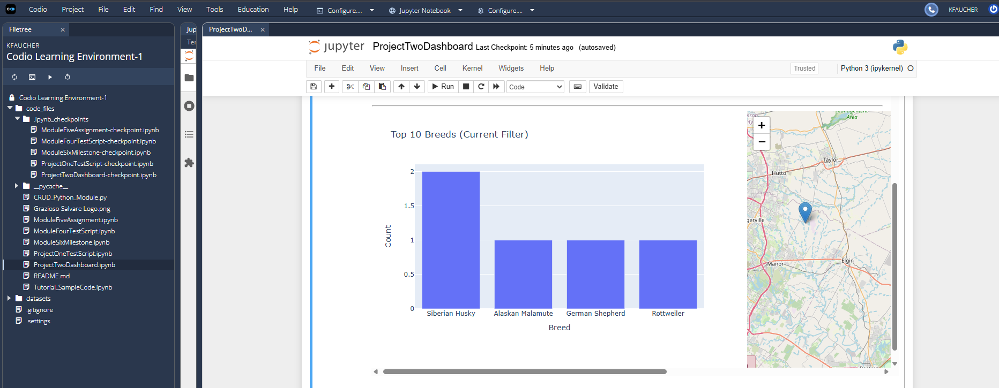 Codio Project File Edit Find View Tools Education Help Configure.... Jupyter Notebook Configure.... KFAUCHER
Filetree
KFAUCHER
Codio Learning Environment-1
Codio Learning Environment-1
code_files
.ipynb_checkpoints
ModuleFiveAssignment-checkpoint.ipynb
ModuleFourTestScript-checkpoint.ipynb
ModuleSixMilestone-checkpoint.ipynb
ProjectOneTestScript-checkpoint.ipynb
ProjectTwoDashboard-checkpoint.ipynb
__pycache__
CRUD_Python_Module.py
Grazioso Salvare Logo.png
ModuleFiveAssignment.ipynb
ModuleFourTestScript.ipynb
ModuleSixMilestone.ipynb
ProjectOneTestScript.ipynb
ProjectTwoDashboard.ipynb
README.md
Tutorial_SampleCode.ipynb
datasets
.gitignore
.settings
Jup
Ter
ProjectTwoD...
jupyter ProjectTwoDashboard Last Checkpoint: 5 minutes ago (autosaved)
File Edit View Insert Cell Kernel Widgets Help Trusted Python 3 (ipykernel)
Run Code Validate
Top 10 Breeds (Current Filter)
Count
2
1.5
1
0.5
0
Siberian Husky Alaskan Malamute German Shepherd Rottweiler
Breed
+
−
Management
Area
Taylor
Hutto
gerville
Manor
Elgin